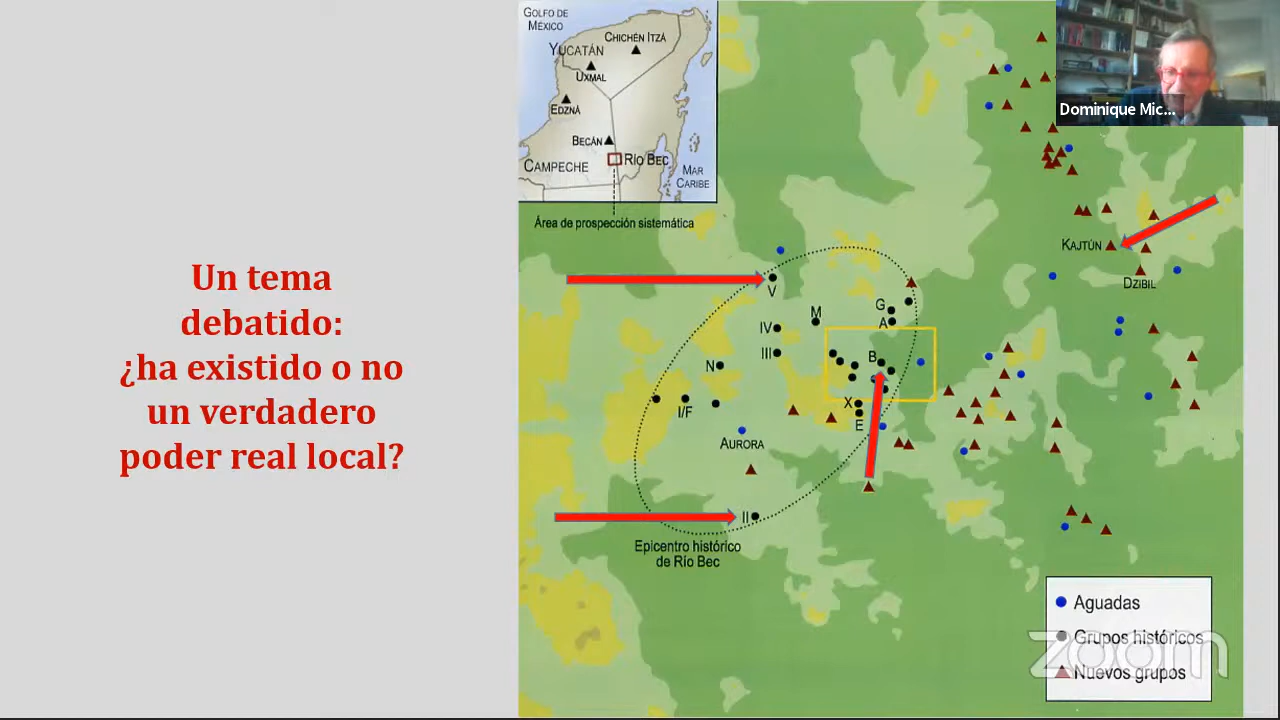 Un tema
debatido:
¿ha existido o no
un verdadero
poder real local?
GOLFO DE
MÉXICO
YUCATÁN
CHICHÉN ITZÁ
UXMAL
EDZNÁ
BECÁN
RÍO BEC
CAMPECHE
MAR
CARIBE
Área de prospección sistemática
Dominique Mic...
KAJTÚN
DZIBIL
V
M
G
A
IV
III
B
N
I/F
X
E
AURORA
II
Epicentro histórico
de Río Bec
Aguadas
Grupos históricos
Nuevos grupos
zoom